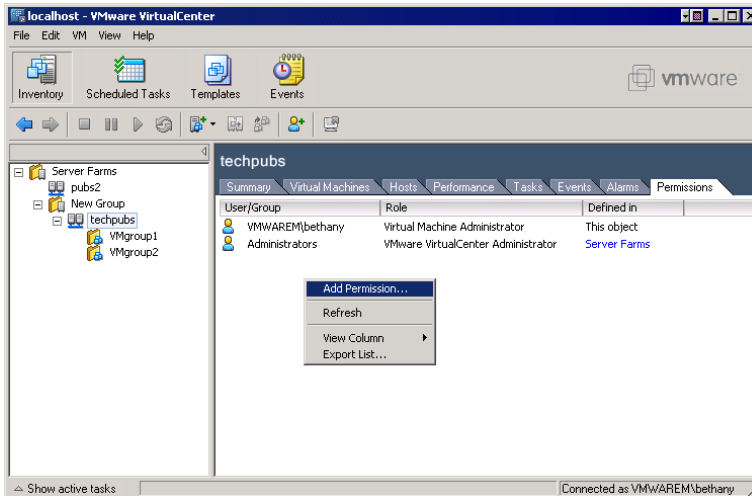 localhost - VMware VirtualCenter
File Edit VM View Help
Inventory Scheduled Tasks Templates Events
vmware
Server Farms
pubs2
New Group
techpubs
VMgroup1
VMgroup2
techpubs
Summary Virtual Machines Hosts Performance Tasks Events Alarms Permissions
User/Group Role Defined in
VMWAREM\bethany Virtual Machine Administrator This object
Administrators VMware VirtualCenter Administrator Server Farms
Add Permission...
Refresh
View Column
Export List...
Show active tasks Connected as VMWAREM\bethany